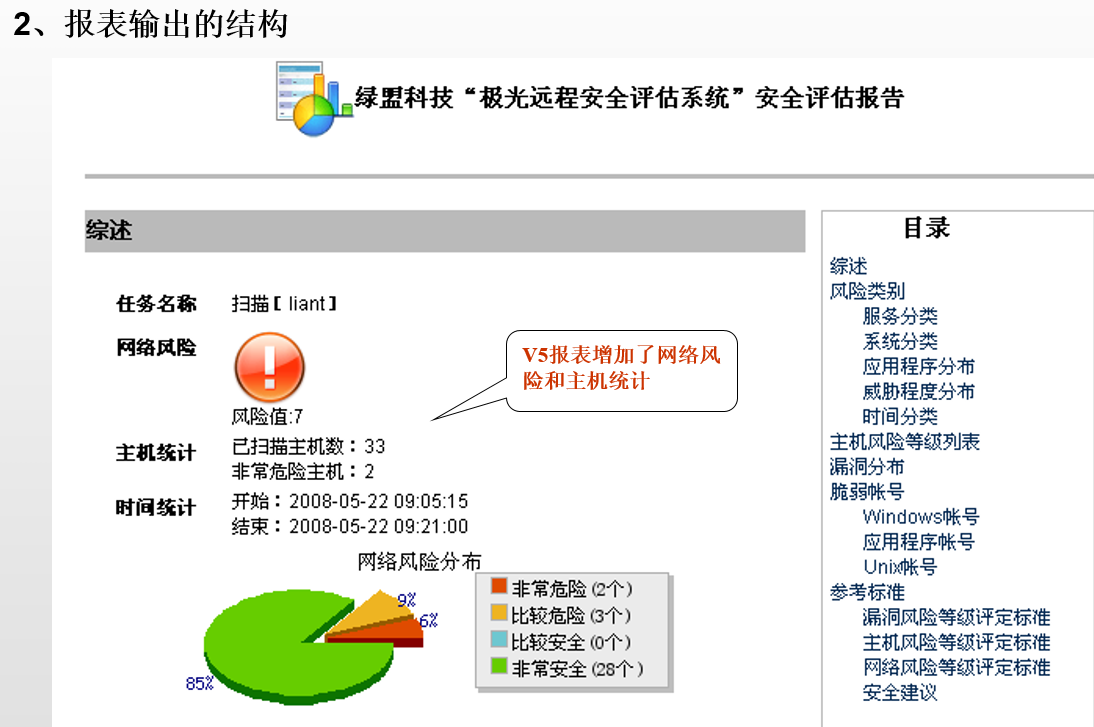 2、报表输出的结构
绿盟科技“极光远程安全评估系统”安全评估报告
综述
任务名称 扫描【liant】
网络风险
风险值:7
主机统计 已扫描主机数：33
非常危险主机：2
时间统计 开始：2008-05-22 09:05:15
结束：2008-05-22 09:21:00
V5报表增加了网络风
险和主机统计
网络风险分布
9%
6%
85%
非常危险(2个)
比较危险(3个)
比较安全(0个)
非常安全(28个)
目录
综述
风险类别
服务分类
系统分类
应用程序分布
威胁程度分布
时间分类
主机风险等级列表
漏洞分布
脆弱帐号
Windows帐号
应用程序帐号
Unix帐号
参考标准
漏洞风险等级评定标准
主机风险等级评定标准
网络风险等级评定标准
安全建议